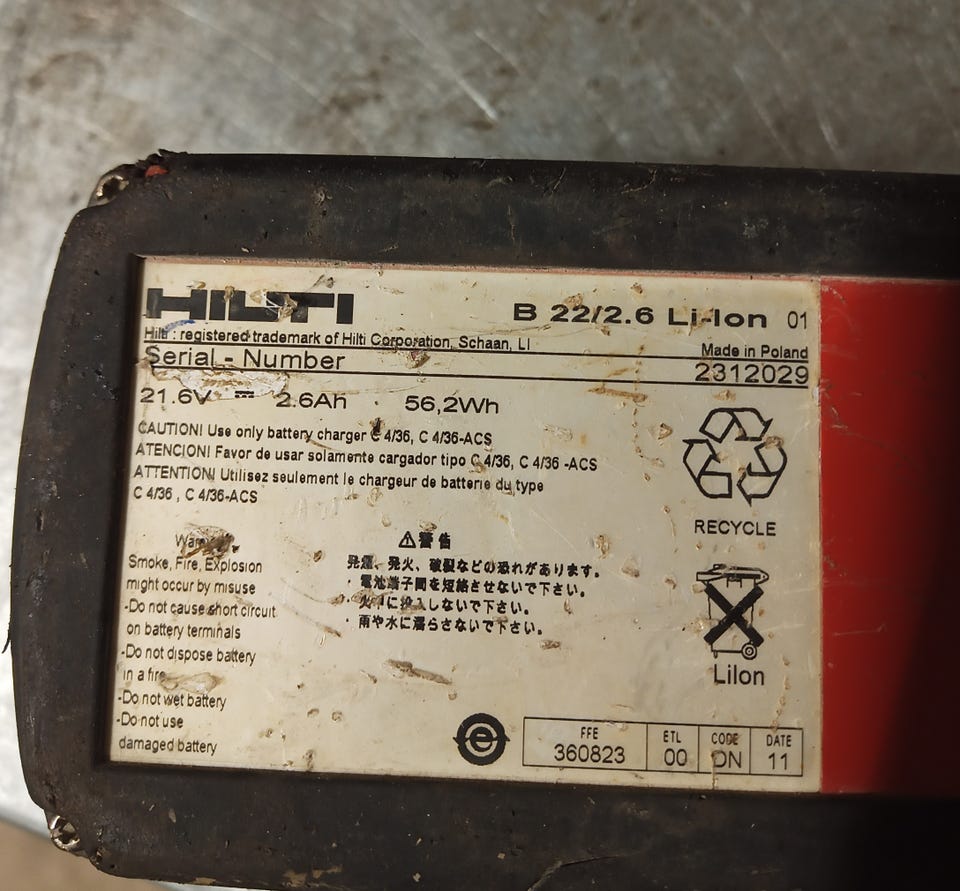 HILTI
B 22/2.6 Li-Ion 01
Hilti : registered trademark of Hilti Corporation, Schaan, LI
Made in Poland
Serial - Number
2312029
21.6V ⎓ 2.6Ah · 56,2Wh
CAUTION! Use only battery charger C 4/36, C 4/36-ACS
ATENCION! Favor de usar solamente cargador tipo C 4/36, C 4/36 -ACS
ATTENTION! Utilisez seulement le chargeur de batterie du type
C 4/36 , C 4/36-ACS
RECYCLE
Smoke, Fire, Explosion
might occur by misuse
-Do not cause short circuit
on battery terminals
-Do not dispose battery
in a fire
-Do not wet battery
-Do not use
damaged battery
⚠警告
発煙、発火、破裂などの恐れがあります。
・電池端子間を短絡させないで下さい。
・火中に投入しないで下さい。
・雨や水に濡らさないで下さい。
LiIon
e
FFE ETL CODE DATE
360823 00 DN 11